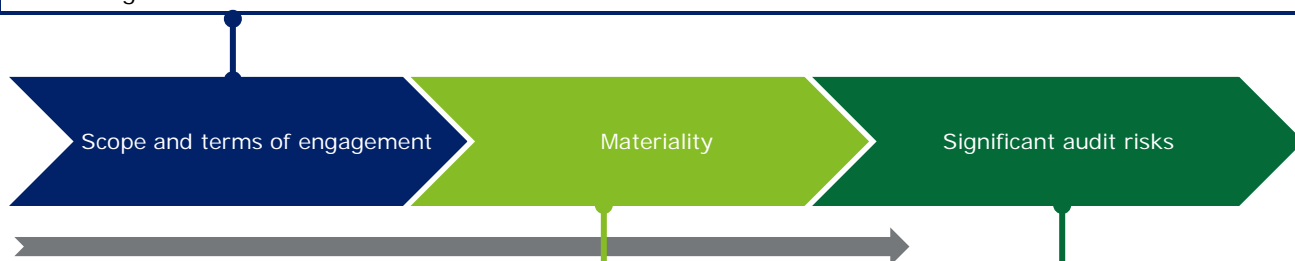 Scope and terms of engagement
Materiality
Significant audit risks